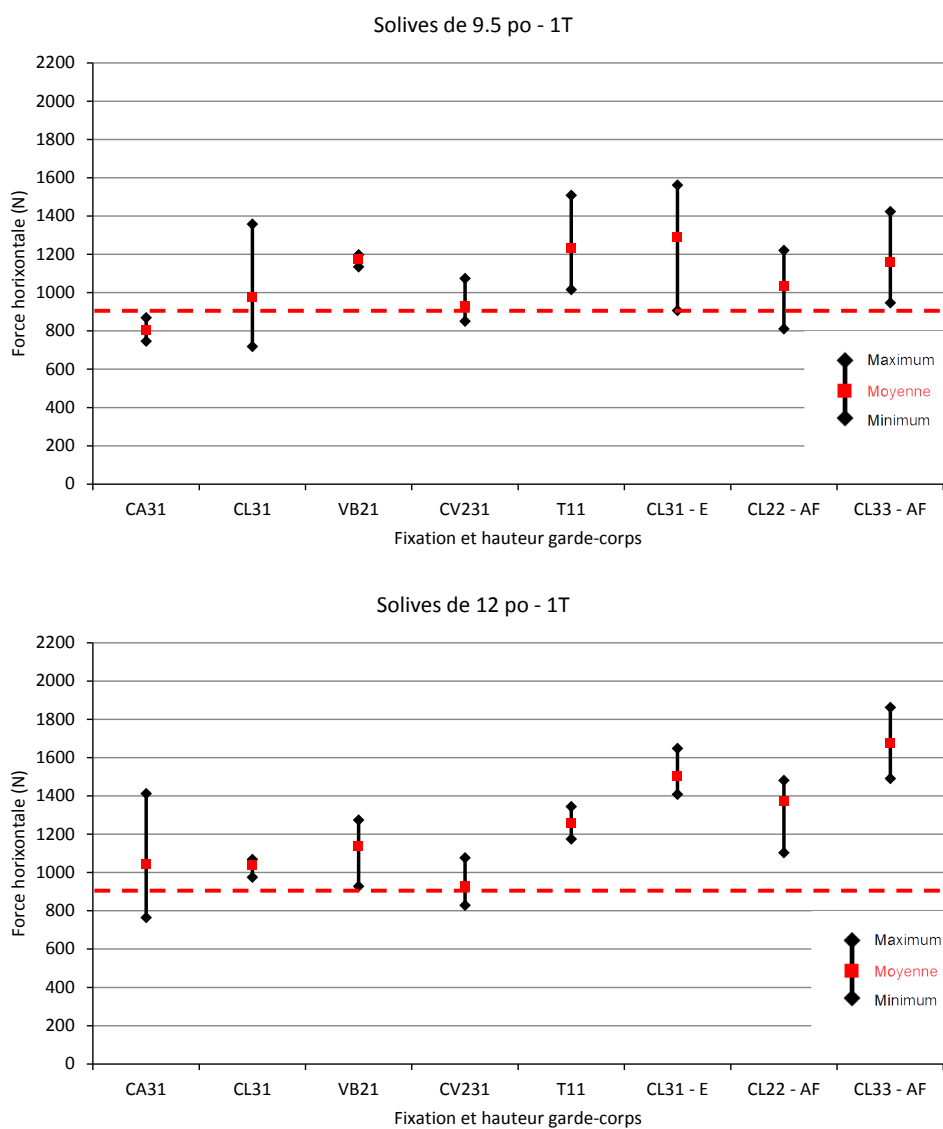 Solives de 9.5 po - 1T
2200
2000
1800
1600
1400
1200
1000
800
600
400
200
0
Force horixontale (N)
Maximum
Moyenne
Minimum
CA31 CL31 VB21 CV231 T11 CL31 - E CL22 - AF CL33 - AF
Fixation et hauteur garde-corps
Solives de 12 po - 1T
2200
2000
1800
1600
1400
1200
1000
800
600
400
200
0
Force horixontale (N)
Maximum
Moyenne
Minimum
CA31 CL31 VB21 CV231 T11 CL31 - E CL22 - AF CL33 - AF
Fixation et hauteur garde-corps